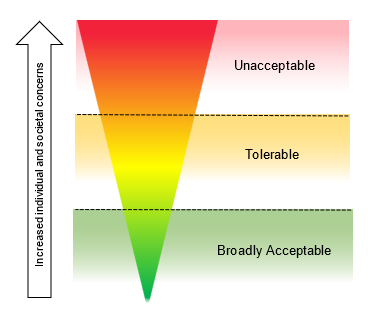 Increased individual and societal concerns
Unacceptable
Tolerable
Broadly Acceptable